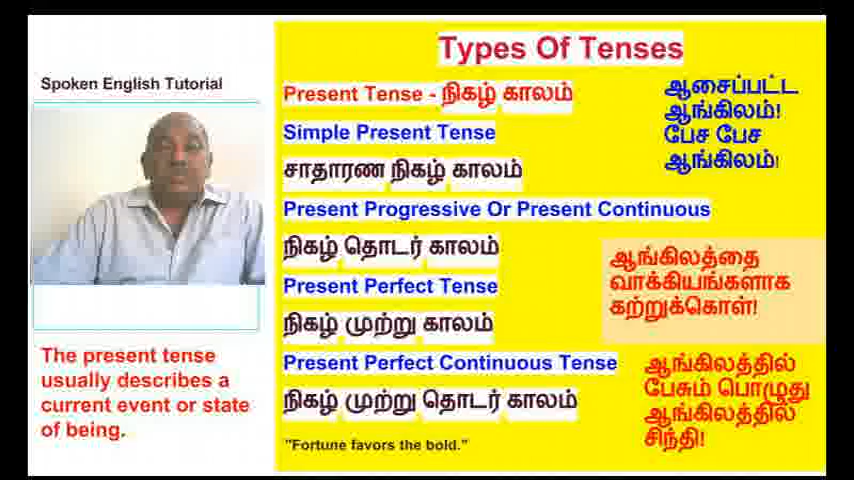 Types Of Tenses
Spoken English Tutorial
Present Tense - நிகழ் காலம்
Simple Present Tense
சாதாரண நிகழ் காலம்
Present Progressive Or Present Continuous
நிகழ் தொடர் காலம்
Present Perfect Tense
நிகழ் முற்று காலம்
Present Perfect Continuous Tense
நிகழ் முற்று தொடர் காலம்
"Fortune favors the bold."
ஆசைப்பட்ட
ஆங்கிலம்!
பேச பேச
ஆங்கிலம்!
ஆங்கிலத்தை
வாக்கியங்களாக
கற்றுக்கொள்!
ஆங்கிலத்தில்
பேசும் பொழுது
ஆங்கிலத்தில்
சிந்தி!
The present tense
usually describes a
current event or state
of being.